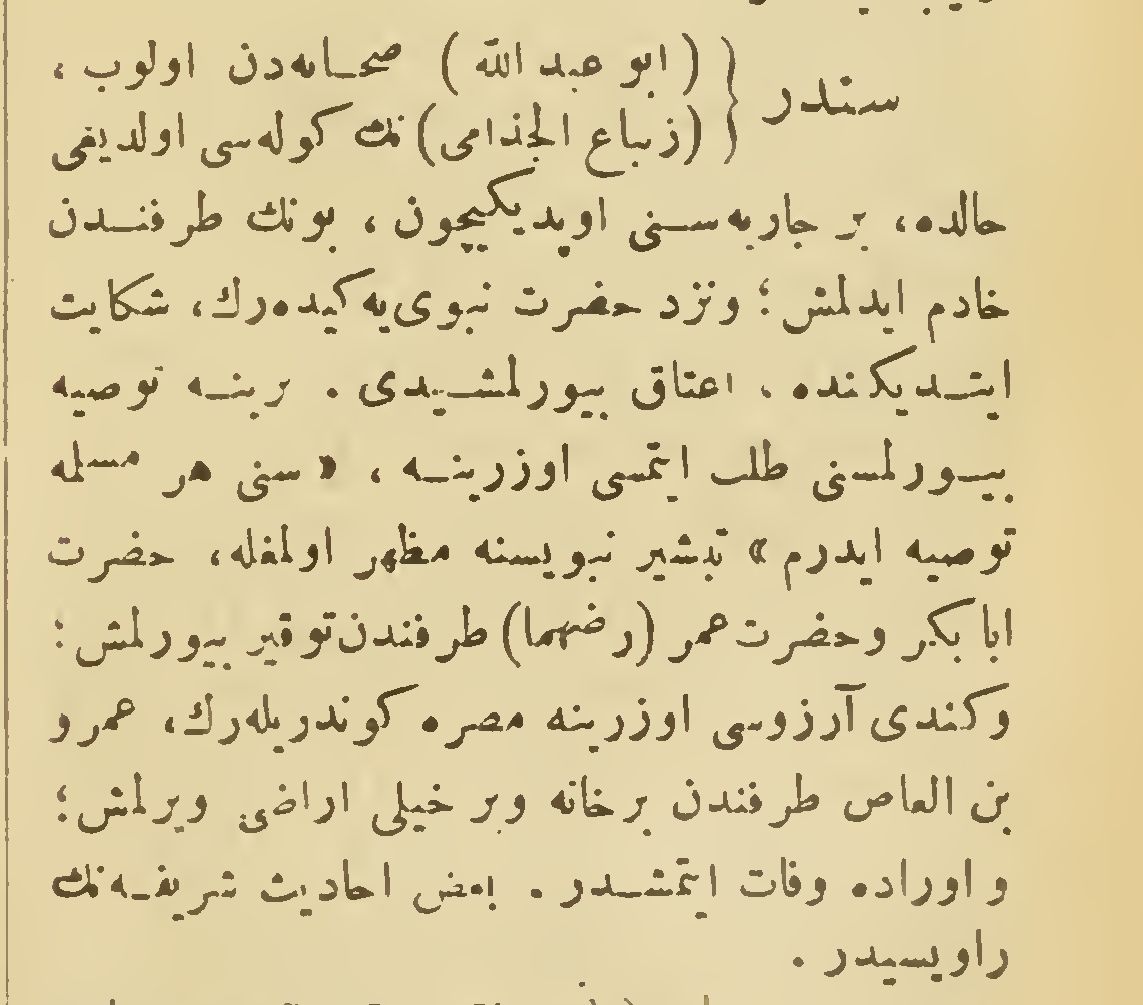 سندر { (ابو عبد الله) صحابه‌دن اولوب ،
(زنباع الجذامی) نك كوله‌سی اولدیغی
حالده، بر جاریه‌سنی اوپدیكیچون ، بونك طرفندن
خادم ایدلمش ؛ ونزد حضرت نبوی‌یه كیده‌رك، شكایت
ایتدیكنده ، اعتاق بیورلمشیدی . برینه توصیه
بیورلمسنی طلب ایتمسی اوزرینه ، « سنی هر مسلمه
توصیه ایدرم » تبشیر نبویسنه مظهر اولمغله، حضرت
ابا بكر وحضرت عمر (رضهما) طرفندن توقیر بیورلمش ؛
وكندی آرزوسی اوزرینه مصره كوندریله‌رك، عمرو
بن العاص طرفندن برخانه وبر خیلی اراضی ویرلمش ؛
و اوراده وفات ایتمشدر . بعض احادیث شریفه‌نك
راویسیدر .